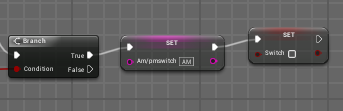 Branch
True
Condition
False
SET
Am/pmswitch AM
SET
Switch